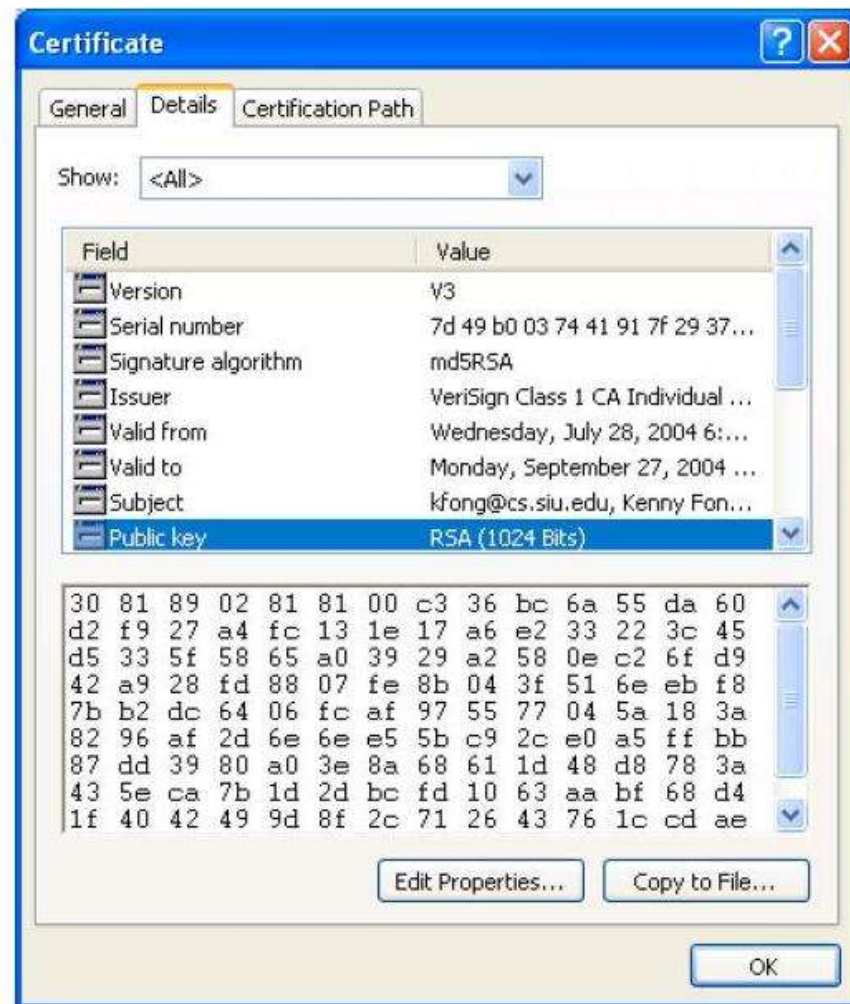 Certificate
General Details Certification Path
Show: <All>
Field Value
Version V3
Serial number 7d 49 b0 03 74 41 91 7f 29 37...
Signature algorithm md5RSA
Issuer VeriSign Class 1 CA Individual ...
Valid from Wednesday, July 28, 2004 6:...
Valid to Monday, September 27, 2004 ...
Subject kfong@cs.siu.edu, Kenny Fon...
Public key RSA (1024 Bits)
30 81 89 02 81 81 00 c3 36 bc 6a 55 da 60
d2 f9 27 a4 fc 13 1e 17 a6 e2 33 22 3c 45
d5 33 5f 58 65 a0 39 29 a2 58 0e c2 6f d9
42 a9 28 fd 88 07 fe 8b 04 3f 51 6e eb f8
7b b2 dc 64 06 fc af 97 55 77 04 5a 18 3a
82 96 af 2d 6e 6e e5 5b c9 2c e0 a5 ff bb
87 dd 39 80 a0 3e 8a 68 61 1d 48 d8 78 3a
43 5e ca 7b 1d 2d bc fd 10 63 aa bf 68 d4
1f 40 42 49 9d 8f 2c 71 26 43 76 1c cd ae
Edit Properties... Copy to File...
OK